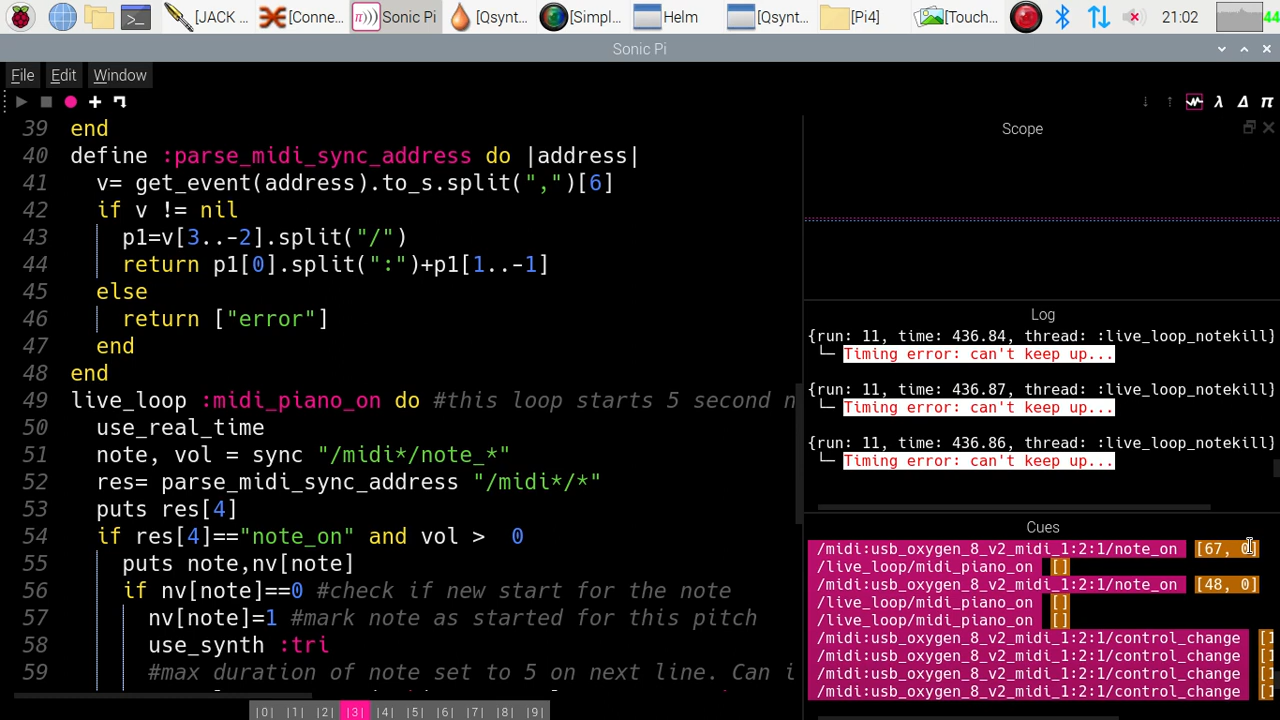 [JACK ...
[Conne...
Sonic Pi
[Qsynt...
[Simpl...
Helm
[Qsynt...
[Pi4]
[Touch...
21:02
44
Sonic Pi
File Edit Window
39 end
40 define :parse_midi_sync_address do |address|
41 v= get_event(address).to_s.split(",")[6]
42 if v != nil
43 p1=v[3..-2].split("/")
44 return p1[0].split(":")+p1[1..-1]
45 else
46 return ["error"]
47 end
48 end
49 live_loop :midi_piano_on do #this loop starts 5 second n
50 use_real_time
51 note, vol = sync "/midi*/note_*"
52 res= parse_midi_sync_address "/midi*/*"
53 puts res[4]
54 if res[4]=="note_on" and vol > 0
55 puts note,nv[note]
56 if nv[note]==0 #check if new start for the note
57 nv[note]=1 #mark note as started for this pitch
58 use_synth :tri
59 #max duration of note set to 5 on next line. Can i
|0| |1| |2| |3| |4| |5| |6| |7| |8| |9|
Scope
Log
{run: 11, time: 436.84, thread: :live_loop_notekill}
└─ Timing error: can't keep up...
{run: 11, time: 436.87, thread: :live_loop_notekill}
└─ Timing error: can't keep up...
{run: 11, time: 436.86, thread: :live_loop_notekill}
└─ Timing error: can't keep up...
Cues
/midi:usb_oxygen_8_v2_midi_1:2:1/note_on [67, 0]
/live_loop/midi_piano_on []
/midi:usb_oxygen_8_v2_midi_1:2:1/note_on [48, 0]
/live_loop/midi_piano_on []
/live_loop/midi_piano_on []
/midi:usb_oxygen_8_v2_midi_1:2:1/control_change [1
/midi:usb_oxygen_8_v2_midi_1:2:1/control_change [1
/midi:usb_oxygen_8_v2_midi_1:2:1/control_change [1
/midi:usb_oxygen_8_v2_midi_1:2:1/control_change [1